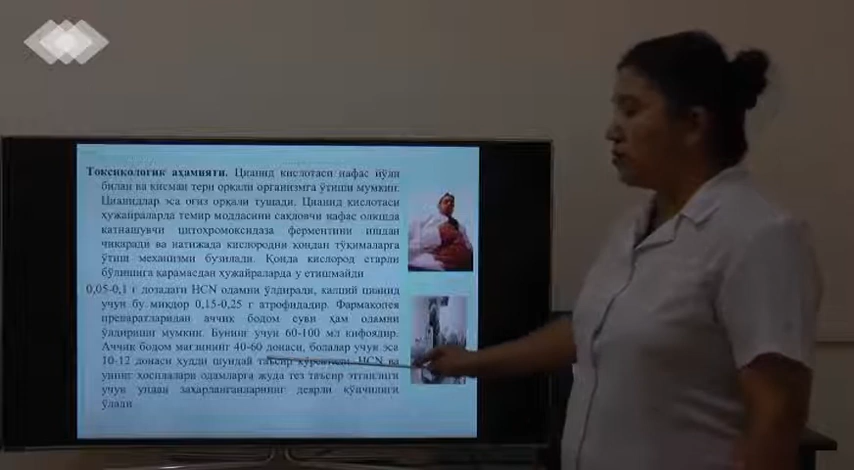 Токсикологик аҳамияти. Цианид кислотаси нафас йўли
билан ва қисман тери орқали организмга ўтиши мумкин.
Цианидлар эса оғиз орқали тушади. Цианид кислотаси
ҳужайраларда темир моддасини сақловчи нафас олишда
қатнашувчи цитохромоксидаза ферментини ишдан
чиқаради ва натижада кислородни қондан тўқималарга
ўтиш механизми бузилади. Қонда кислород етарли
бўлишига қарамасдан ҳужайраларда у етишмайди
0,05-0,1 г дозадаги HCN одамни ўлдиради, калций цианид
учун бу миқдор 0,15-0,25 г атрофидадир. Фармакопея
препаратларидан аччиқ бодом суви ҳам одамни
ўлдириши мумкин. Бунинг учун 60-100 мл кифоядир.
Аччиқ бодом мағзининг 40-60 донаси, болалар учун эса
10-12 донаси худди шундай таъсир кўрсатади. HCN ва
унинг ҳосилалари одамларга жуда тез таъсир этганлиги
учун ундан заҳарланганларнинг деярли кўпчилиги
ўлади